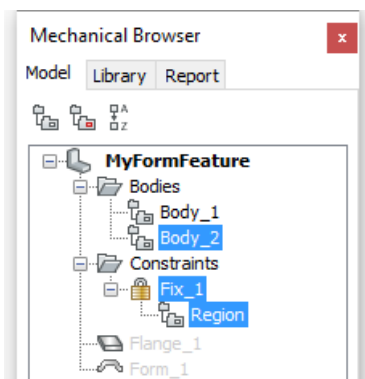 Mechanical Browser x
Model Library Report
A
Z
MyFormFeature
Bodies
Body_1
Body_2
Constraints
Fix_1
Region
Flange_1
Form_1